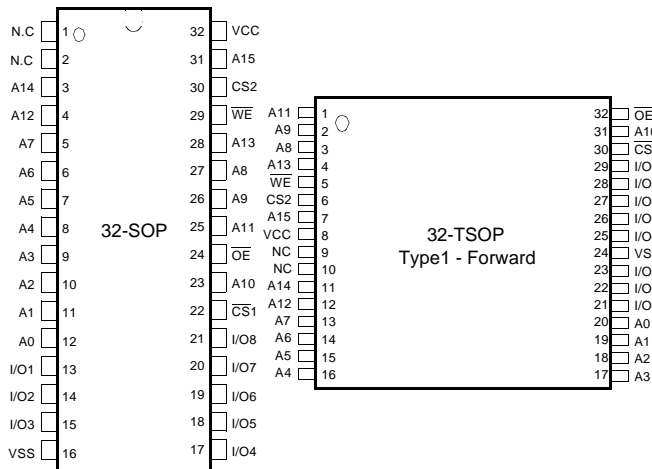 N.C 1 32 VCC
N.C 2 31 A15
A14 3 30 CS2
A12 4 29 W̅E̅
A7 5 28 A13
A6 6 27 A8
A5 7 26 A9
A4 8 32-SOP 25 A11
A3 9 24 O̅E̅
A2 10 23 A10
A1 11 22 C̅S̅1
A0 12 21 I/O8
I/O1 13 20 I/O7
I/O2 14 19 I/O6
I/O3 15 18 I/O5
VSS 16 17 I/O4
A11 1 32 O̅E̅
A9 2 31 A10
A8 3 30 C̅S̅
A13 4 29 I/O
W̅E̅ 5 28 I/O
CS2 6 27 I/O
A15 7 26 I/O
VCC 8 25 I/O
32-TSOP
Type1 - Forward
NC 9 24 VS
NC 10 23 I/O
A14 11 22 I/O
A12 12 21 I/O
A7 13 20 A0
A6 14 19 A1
A5 15 18 A2
A4 16 17 A3